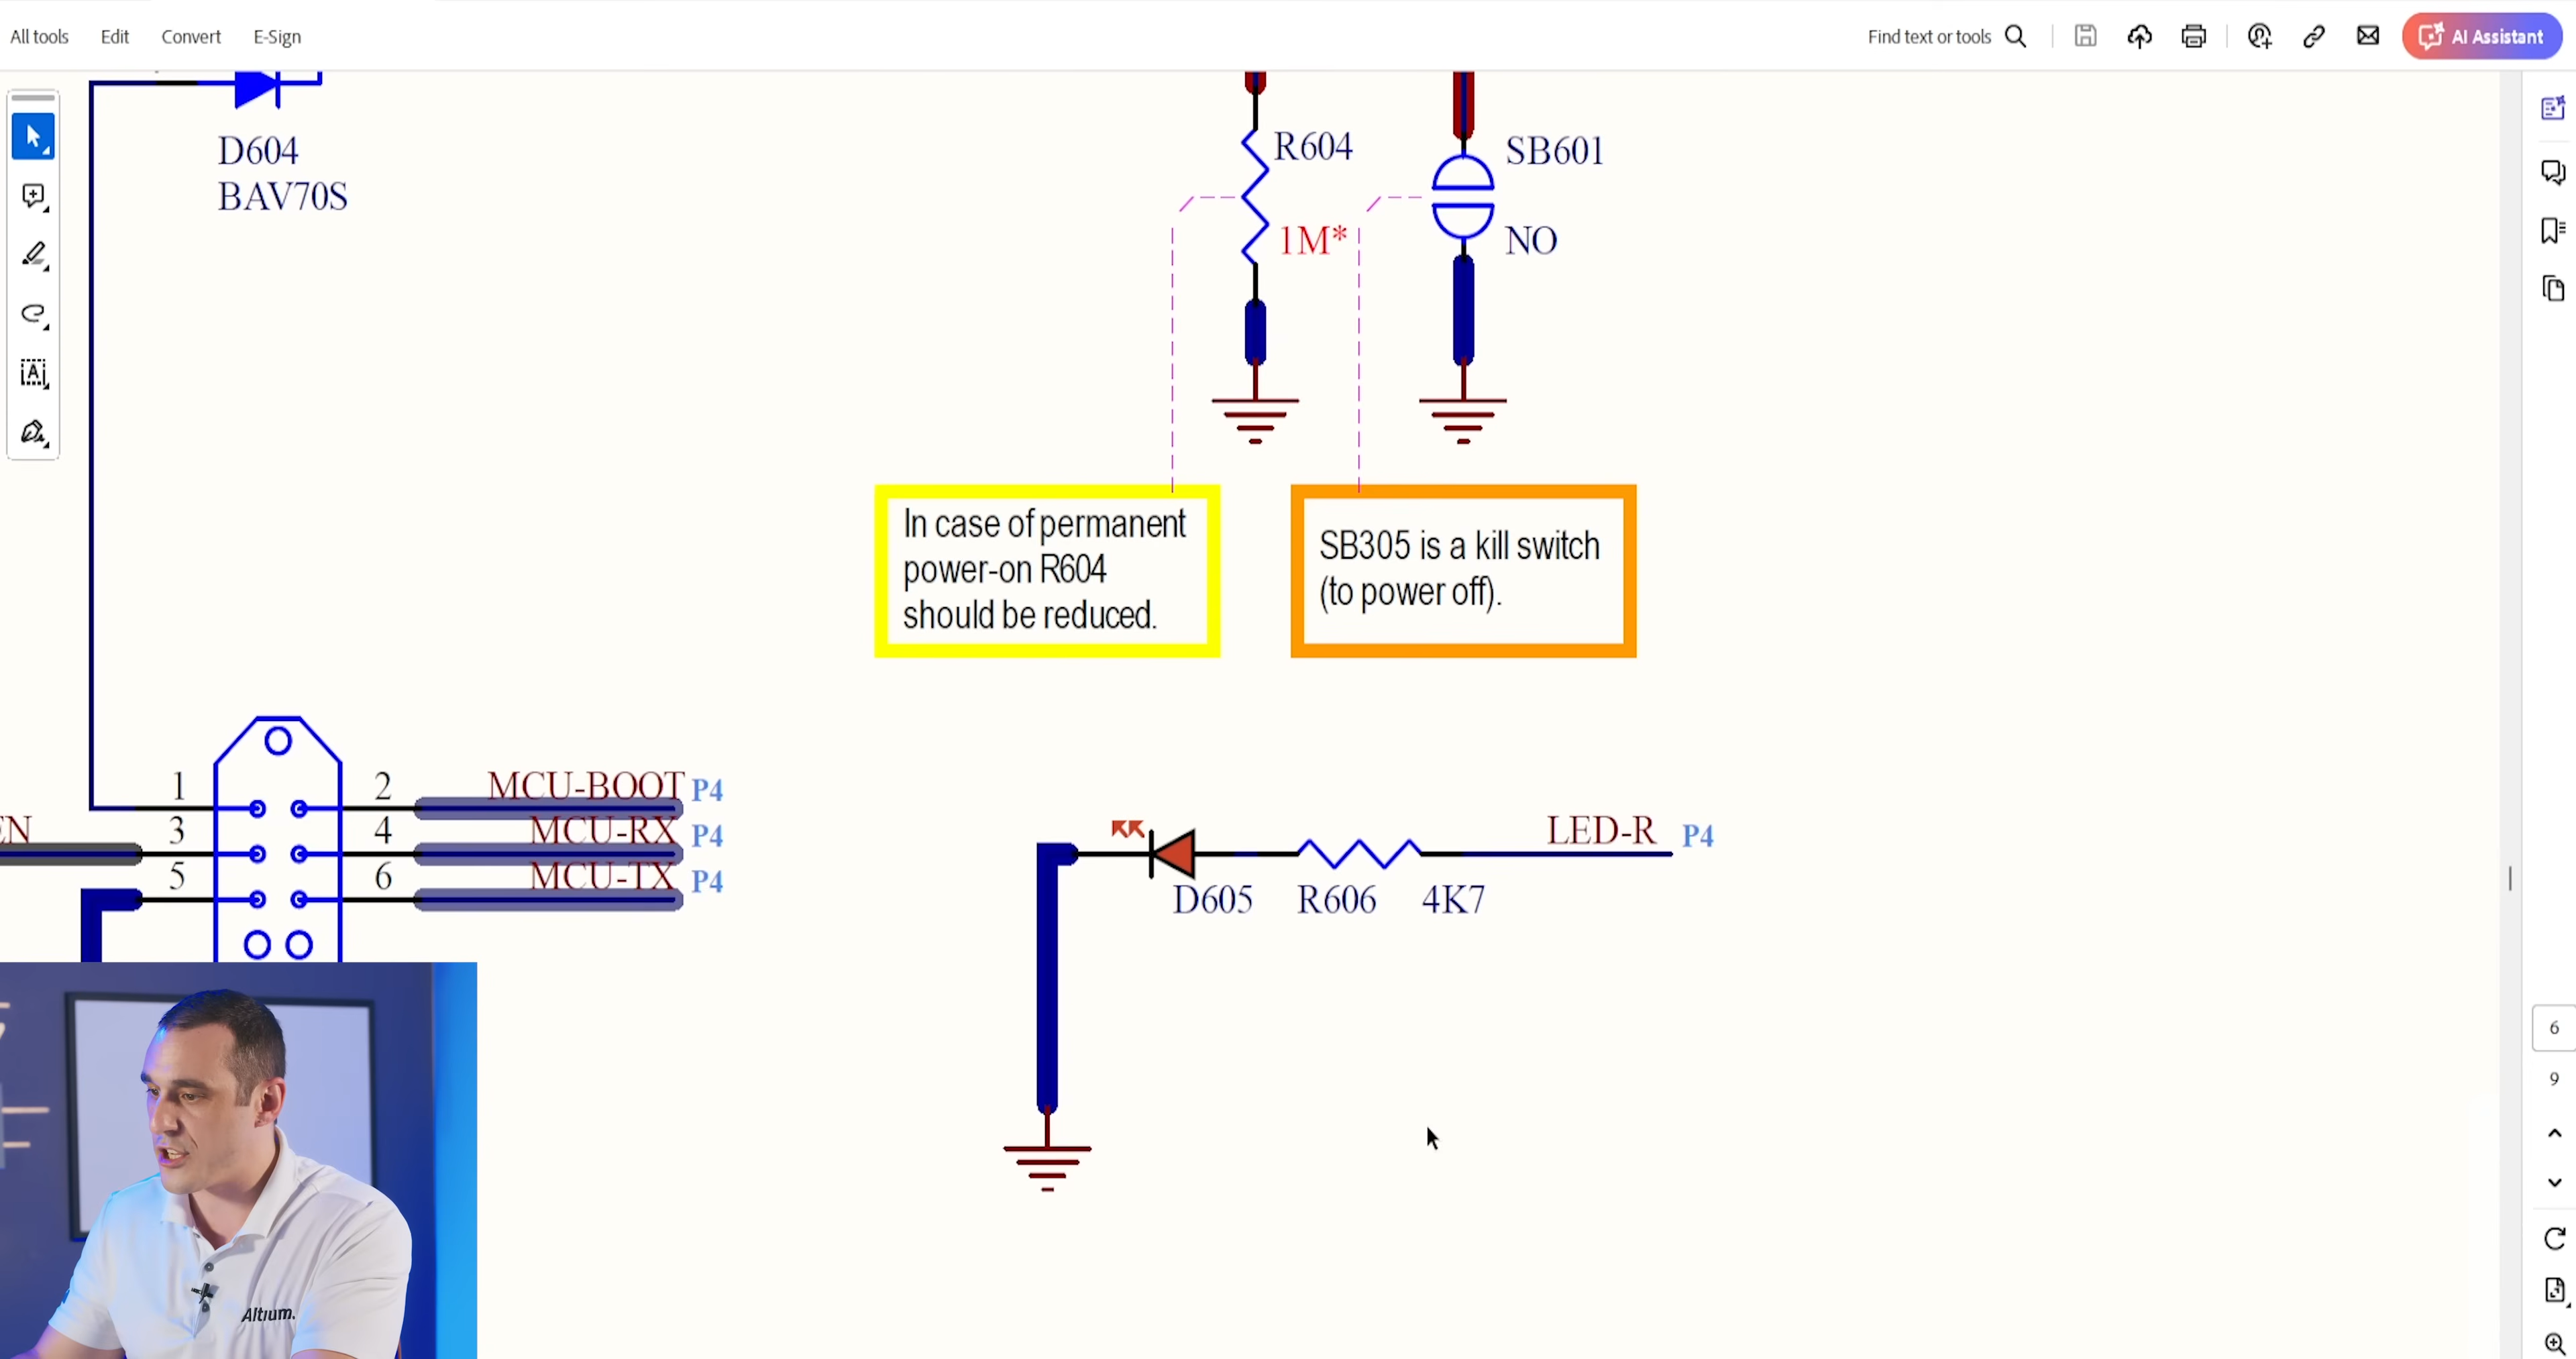 All tools Edit Convert E-Sign Find text or tools AI Assistant
D604
BAV70S
R604
1M*
SB601
NO
In case of permanent
power-on R604
should be reduced.
SB305 is a kill switch
(to power off).
1 2 MCU-BOOT P4
EN 3 4 MCU-RX P4
5 6 MCU-TX P4
LED-R P4
D605 R606 4K7
6
9
Altium.